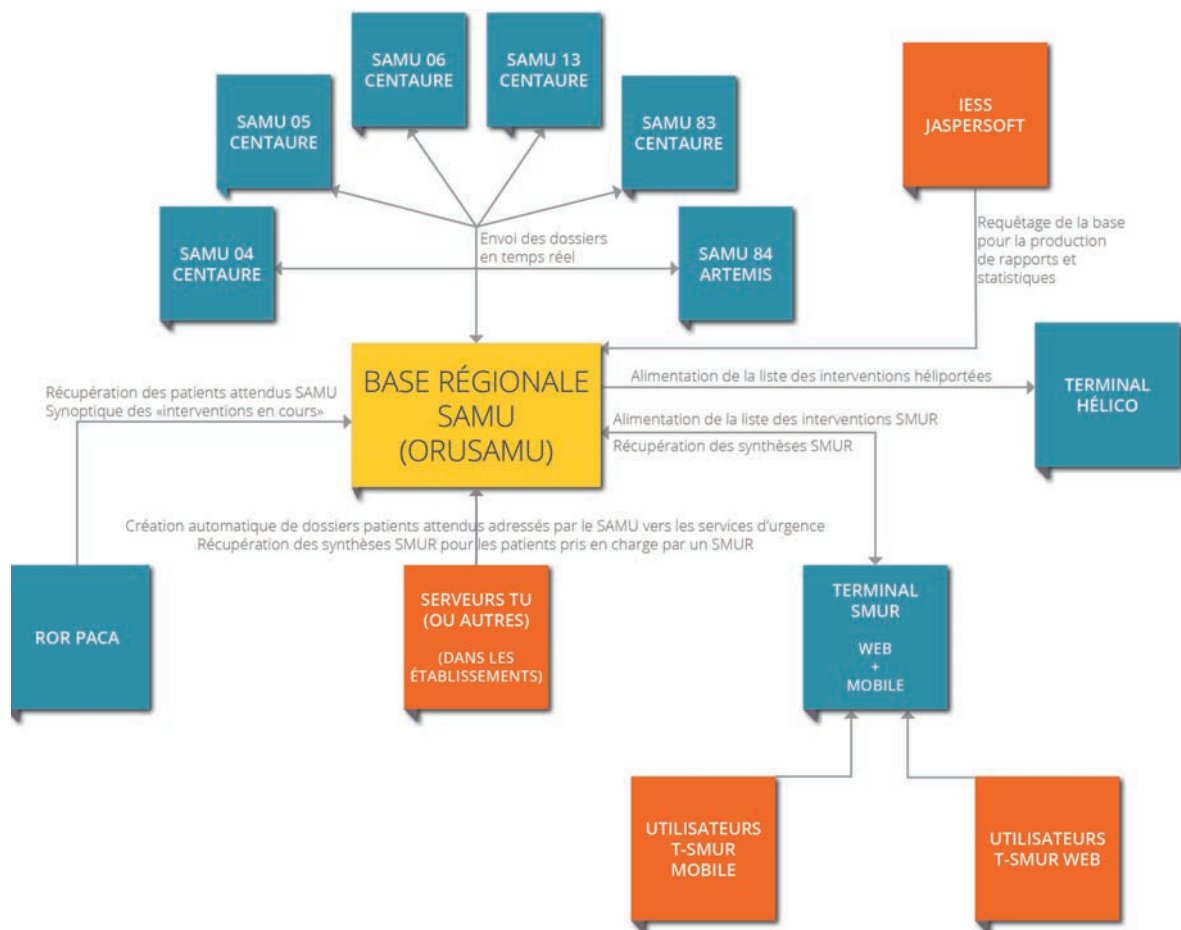 SAMU 06
CENTAURE
SAMU 13
CENTAURE
SAMU 05
CENTAURE
SAMU 83
CENTAURE
IESS
JASPERSOFT
SAMU 04
CENTAURE
Envoi des dossiers
en temps réel
SAMU 84
ARTEMIS
Requêtage de la base
pour la production
de rapports et
statistiques
BASE RÉGIONALE
SAMU
(ORUSAMU)
Récupération des patients attendus SAMU
Synoptique des «interventions en cours»
Alimentation de la liste des interventions héliportées
TERMINAL
HÉLICO
Alimentation de la liste des interventions SMUR
Récupération des synthèses SMUR
Création automatique de dossiers patients attendus adressés par le SAMU vers les services d'urgence
Récupération des synthèses SMUR pour les patients pris en charge par un SMUR
ROR PACA
SERVEURS TU
(OU AUTRES)
(DANS LES
ÉTABLISSEMENTS)
TERMINAL
SMUR
WEB
+
MOBILE
UTILISATEURS
T-SMUR
MOBILE
UTILISATEURS
T-SMUR WEB